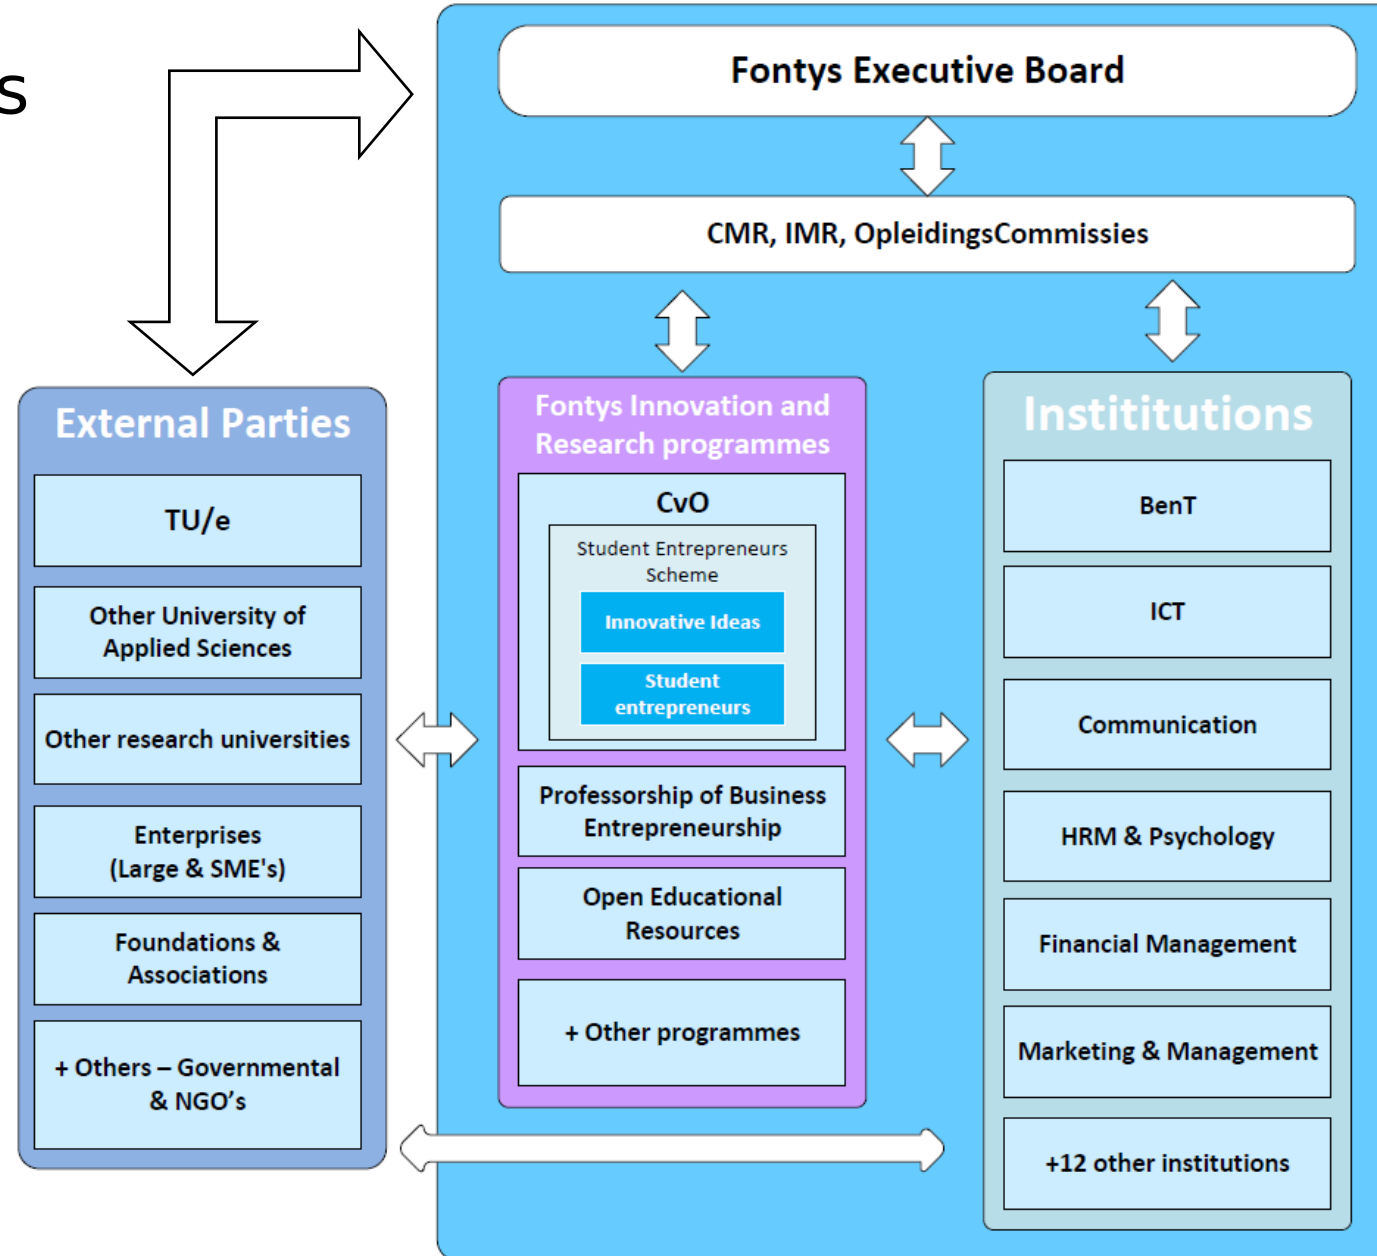 s
Fontys Executive Board
CMR, IMR, OpleidingsCommissies
External Parties
TU/e
Other University of
Applied Sciences
Other research universities
Enterprises
(Large & SME's)
Foundations &
Associations
+ Others – Governmental
& NGO’s
Fontys Innovation and
Research programmes
CvO
Student Entrepreneurs
Scheme
Innovative Ideas
Student
entrepreneurs
Professorship of Business
Entrepreneurship
Open Educational
Resources
+ Other programmes
Instititutions
BenT
ICT
Communication
HRM & Psychology
Financial Management
Marketing & Management
+12 other institutions